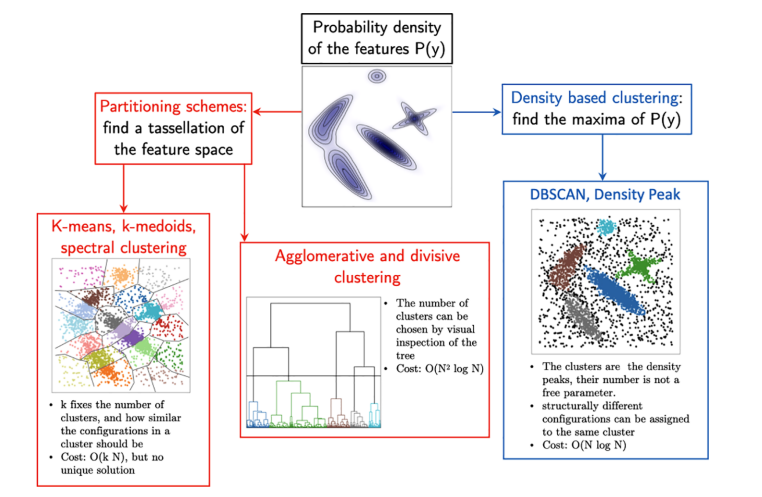 Probability density
of the features P(y)
Partitioning schemes:
find a tassellation of
the feature space
Density based clustering:
find the maxima of P(y)
K-means, k-medoids,
spectral clustering
• k fixes the number of
clusters, and how similar
the configurations in a
cluster should be
• Cost: O(k N), but no
unique solution
Agglomerative and divisive
clustering
• The number of
clusters can be
chosen by visual
inspection of the
tree
• Cost: O(N² log N)
DBSCAN, Density Peak
• The clusters are the density
peaks, their number is not a
free parameter.
• structurally different
configurations can be assigned
to the same cluster
• Cost: O(N log N)